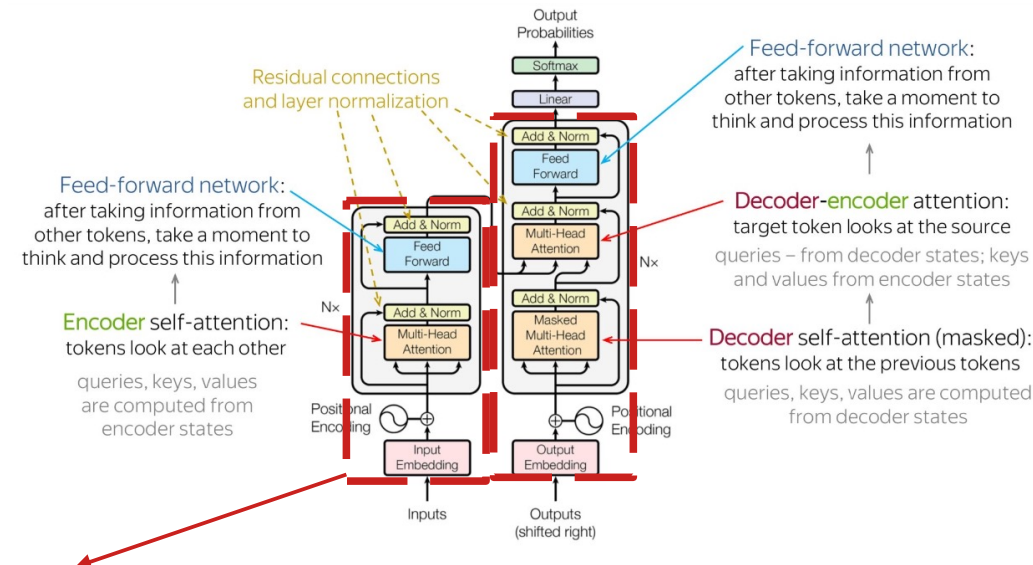 Output
Probabilities
Softmax
Linear
Add & Norm
Feed
Forward
Add & Norm
Multi-Head
Attention
Add & Norm
Masked
Multi-Head
Attention
Nx
Positional
Encoding
Output
Embedding
Outputs
(shifted right)
Add & Norm
Feed
Forward
Add & Norm
Multi-Head
Attention
Nx
Positional
Encoding
Input
Embedding
Inputs
Residual connections
and layer normalization
Feed-forward network:
after taking information from
other tokens, take a moment to
think and process this information
Encoder self-attention:
tokens look at each other
queries, keys, values
are computed from
encoder states
Feed-forward network:
after taking information from
other tokens, take a moment to
think and process this information
Decoder-encoder attention:
target token looks at the source
queries – from decoder states; keys
and values from encoder states
Decoder self-attention (masked):
tokens look at the previous tokens
queries, keys, values are computed
from decoder states